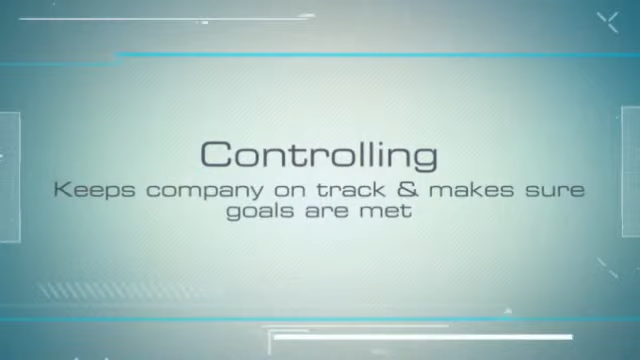 Controlling
Keeps company on track & makes sure
goals are met